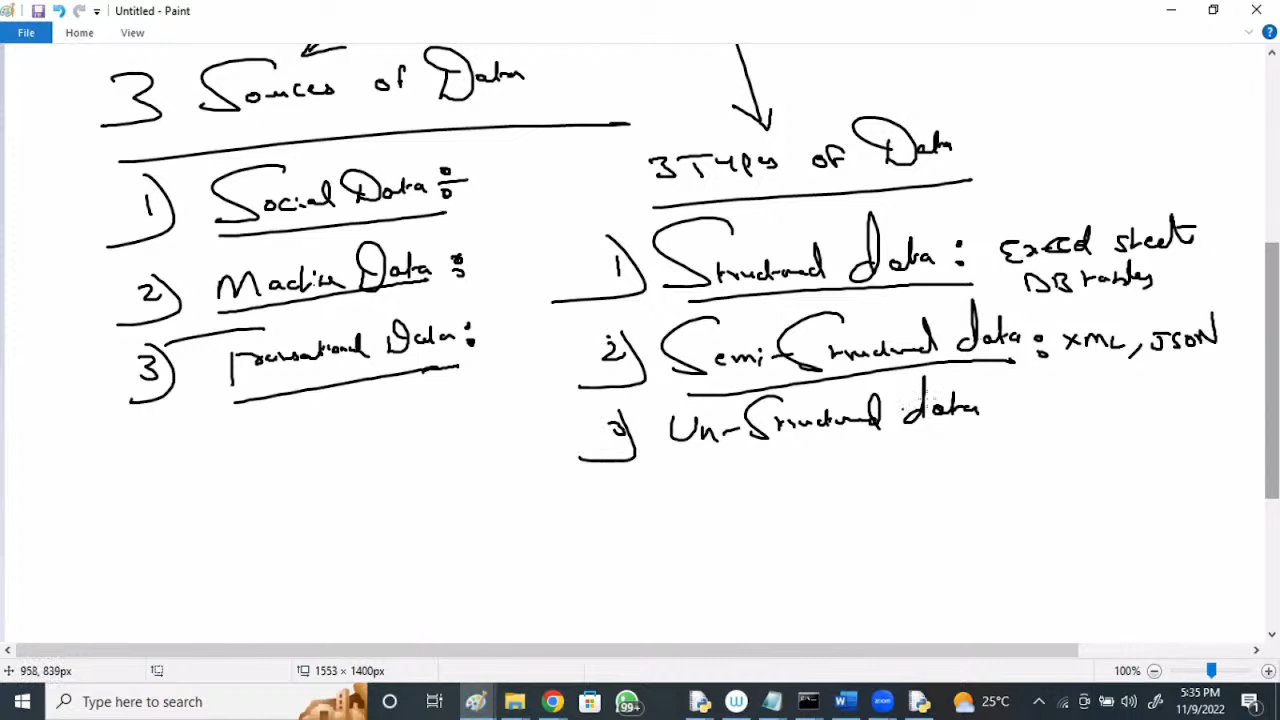 Untitled - Paint
File Home View
3 Sources of Data
1) Social Data:
2) Machine Data:
3) Transactional Data:
3 Types of Data
1) Structured data: Excel sheet
DB tables
2) Semi-Structured data: XML, JSON
3) Un-Structured data
958, 839px
1553 × 1400px
100%
Type here to search
99+
25°C
5:35 PM
11/9/2022
1